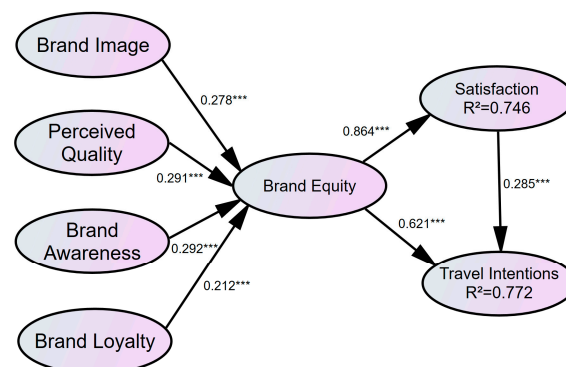 Brand Image
0.278***
Perceived
Quality
0.291***
Brand
Awareness
0.292***
Brand Loyalty
0.212***
Brand Equity
0.864***
0.621***
Satisfaction
R²=0.746
0.285***
Travel Intentions
R²=0.772